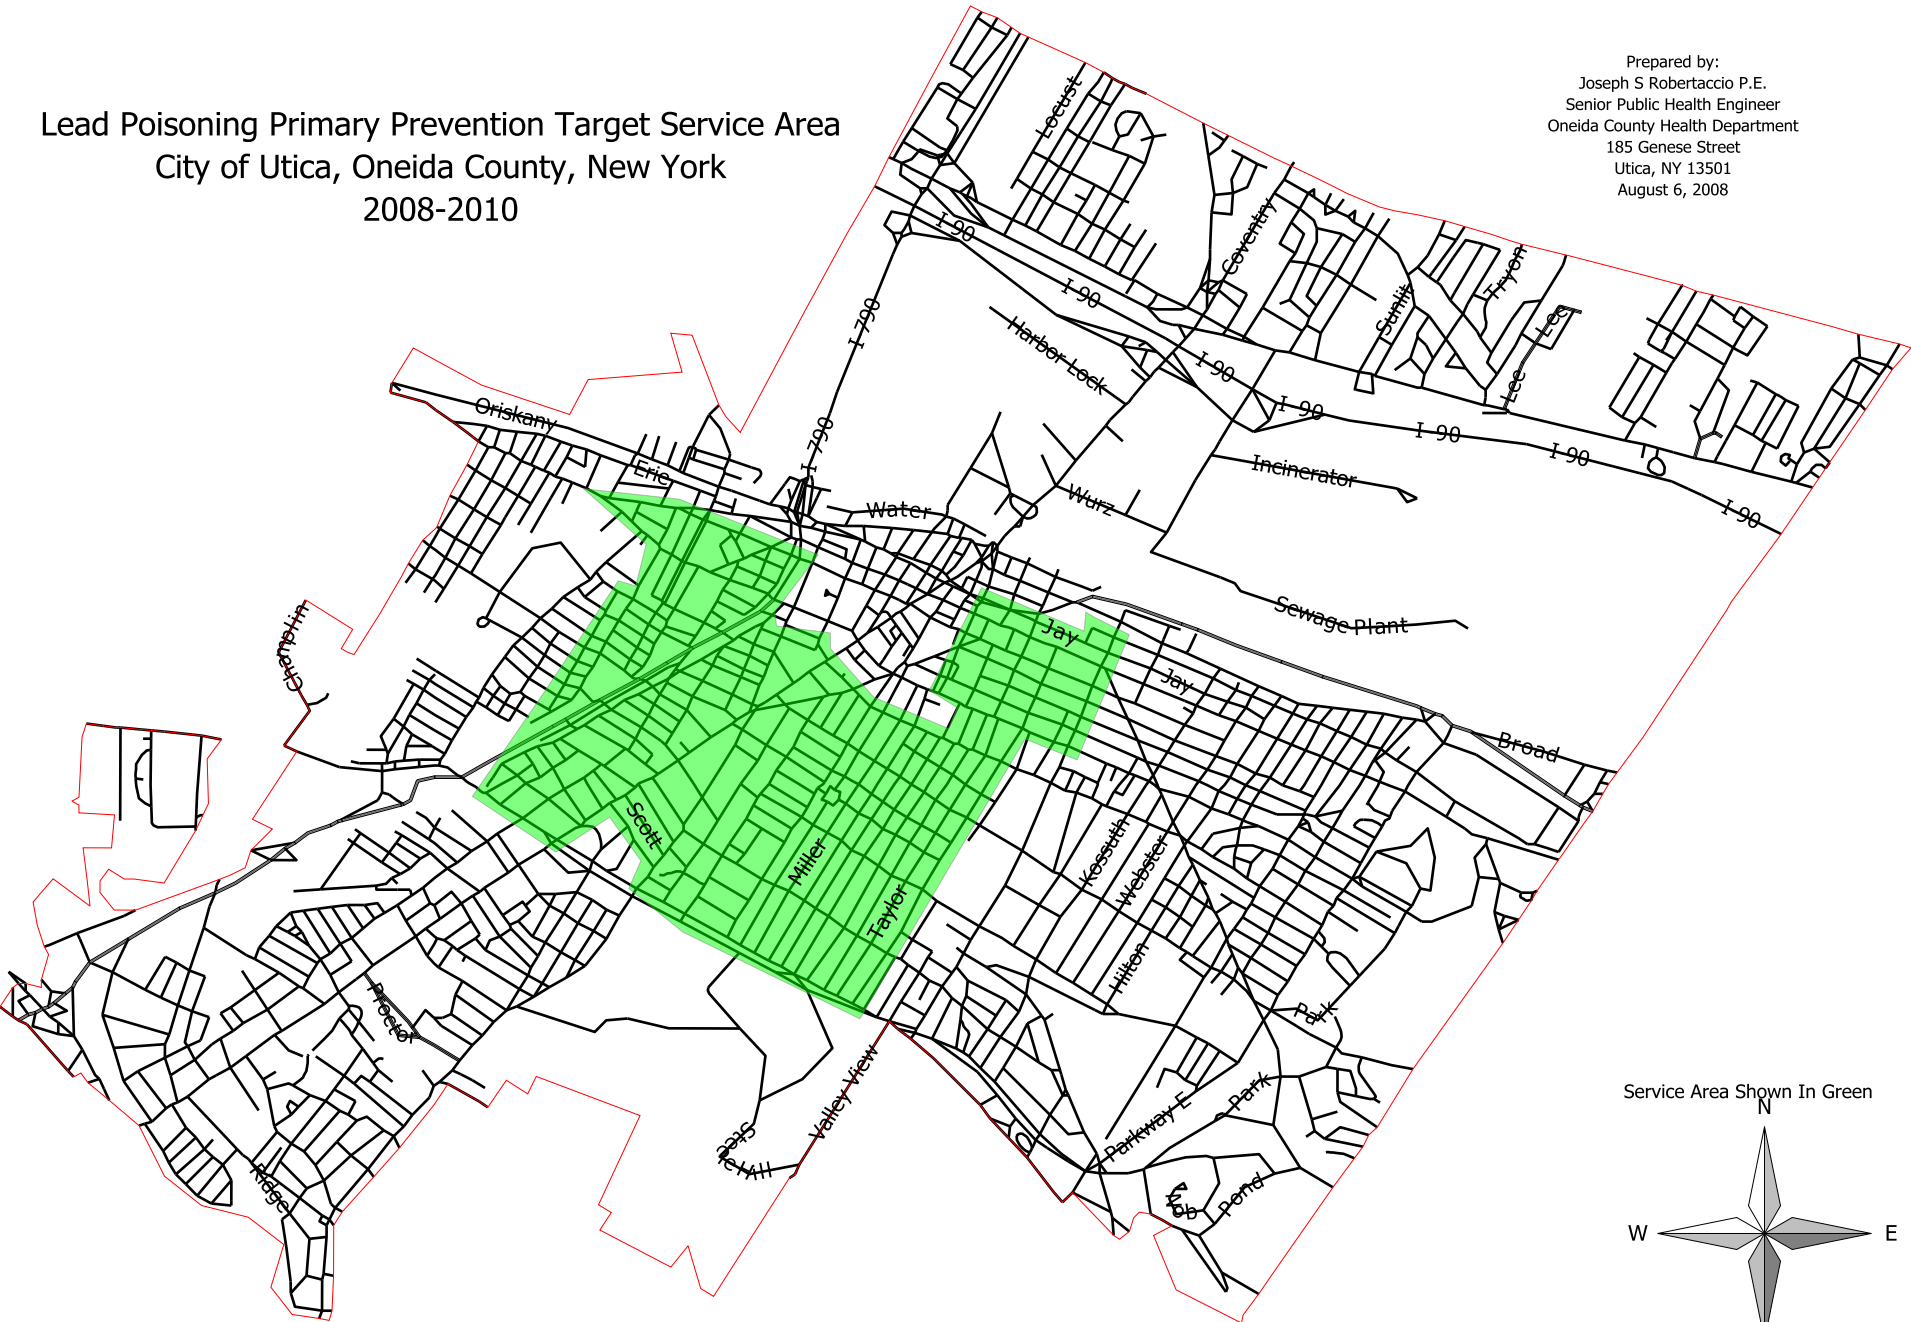 Lead Poisoning Primary Prevention Target Service Area
City of Utica, Oneida County, New York
2008-2010
Prepared by:
Joseph S Robertaccio P.E.
Senior Public Health Engineer
Oneida County Health Department
185 Genese Street
Utica, NY 13501
August 6, 2008
Locust
I-90
Coventry
Tryon
I-90
Sunlit
Lee
I-790
Harbor Lock
I-90
Lee
Oriskany
I-90
I-90
I-790
I-90
Erie
Incinerator
Water
Wurz
I-90
Champlin
Sewage Plant
Jay
Jay
Broad
Scott
Miller
Kossuth
Webster
Taylor
Hilton
Proctor
Park
Valley View
Parkway E
Park
Steele Hill
Ridge
Pond
Service Area Shown In Green
N
W
E